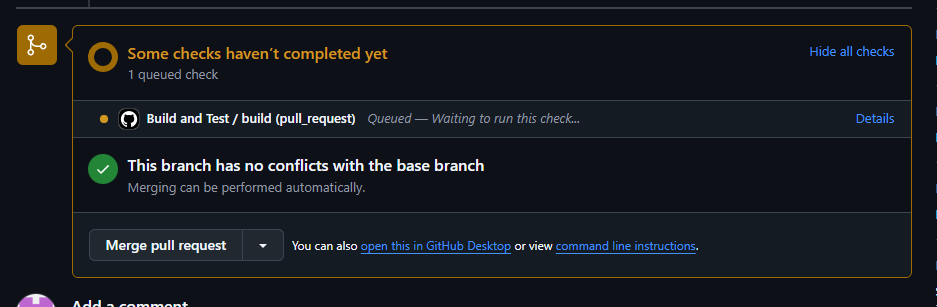 Some checks haven't completed yet
Hide all checks
1 queued check
Build and Test / build (pull_request) Queued — Waiting to run this check...
Details
This branch has no conflicts with the base branch
Merging can be performed automatically.
Merge pull request
You can also open this in GitHub Desktop or view command line instructions.
Add a comment